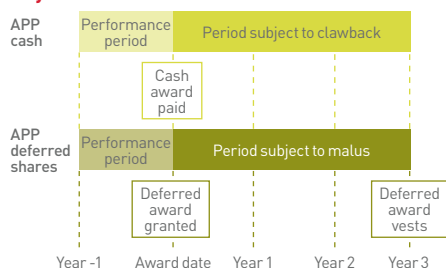 APP
cash
Performance
period
Period subject to clawback
Cash
award
paid
APP
deferred
shares
Performance
period
Period subject to malus
Deferred
award
granted
Deferred
award
vests
Year -1
Award date
Year 1
Year 2
Year 3